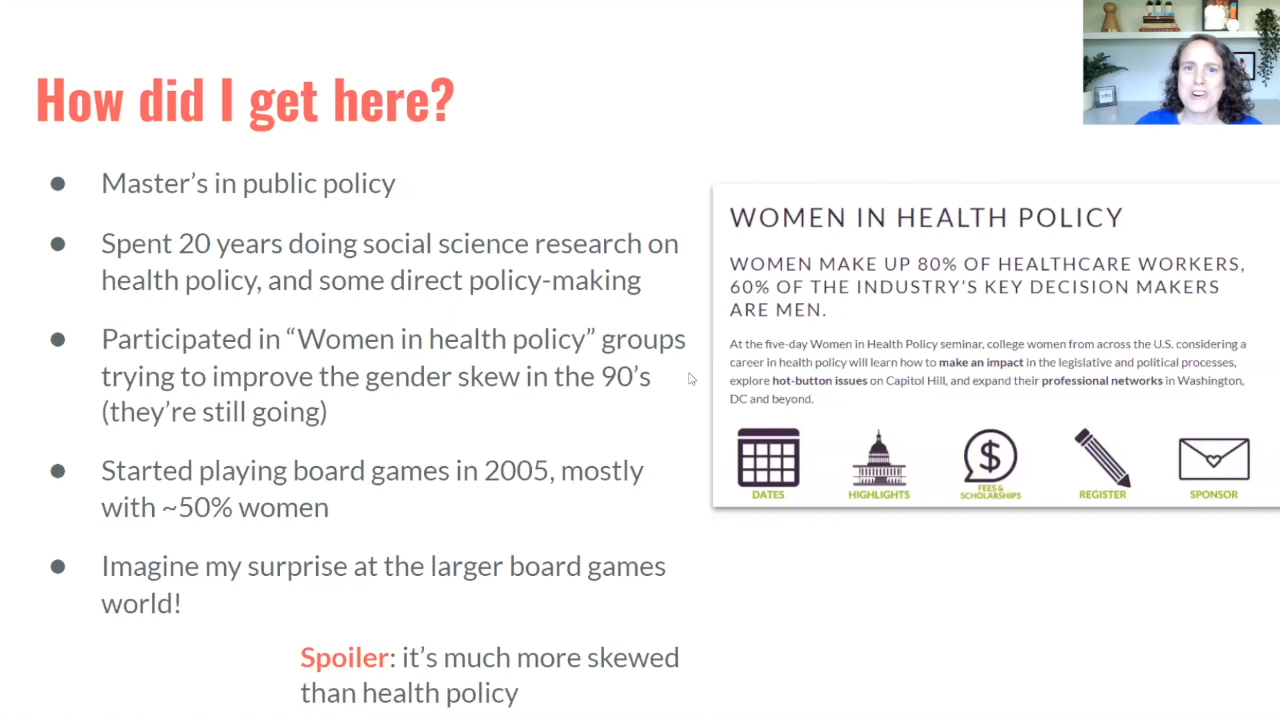 How did I get here?
● Master’s in public policy
● Spent 20 years doing social science research on
health policy, and some direct policy-making
● Participated in “Women in health policy” groups
trying to improve the gender skew in the 90’s
(they’re still going)
● Started playing board games in 2005, mostly
with ~50% women
● Imagine my surprise at the larger board games
world!
Spoiler: it’s much more skewed
than health policy
WOMEN IN HEALTH POLICY
WOMEN MAKE UP 80% OF HEALTHCARE WORKERS,
60% OF THE INDUSTRY’S KEY DECISION MAKERS
ARE MEN.
At the five-day Women in Health Policy seminar, college women from across the U.S. considering a
career in health policy will learn how to make an impact in the legislative and political processes,
explore hot-button issues on Capitol Hill, and expand their professional networks in Washington,
DC and beyond.
DATES
HIGHLIGHTS
$
FEES &
SCHOLARSHIPS
REGISTER
SPONSOR